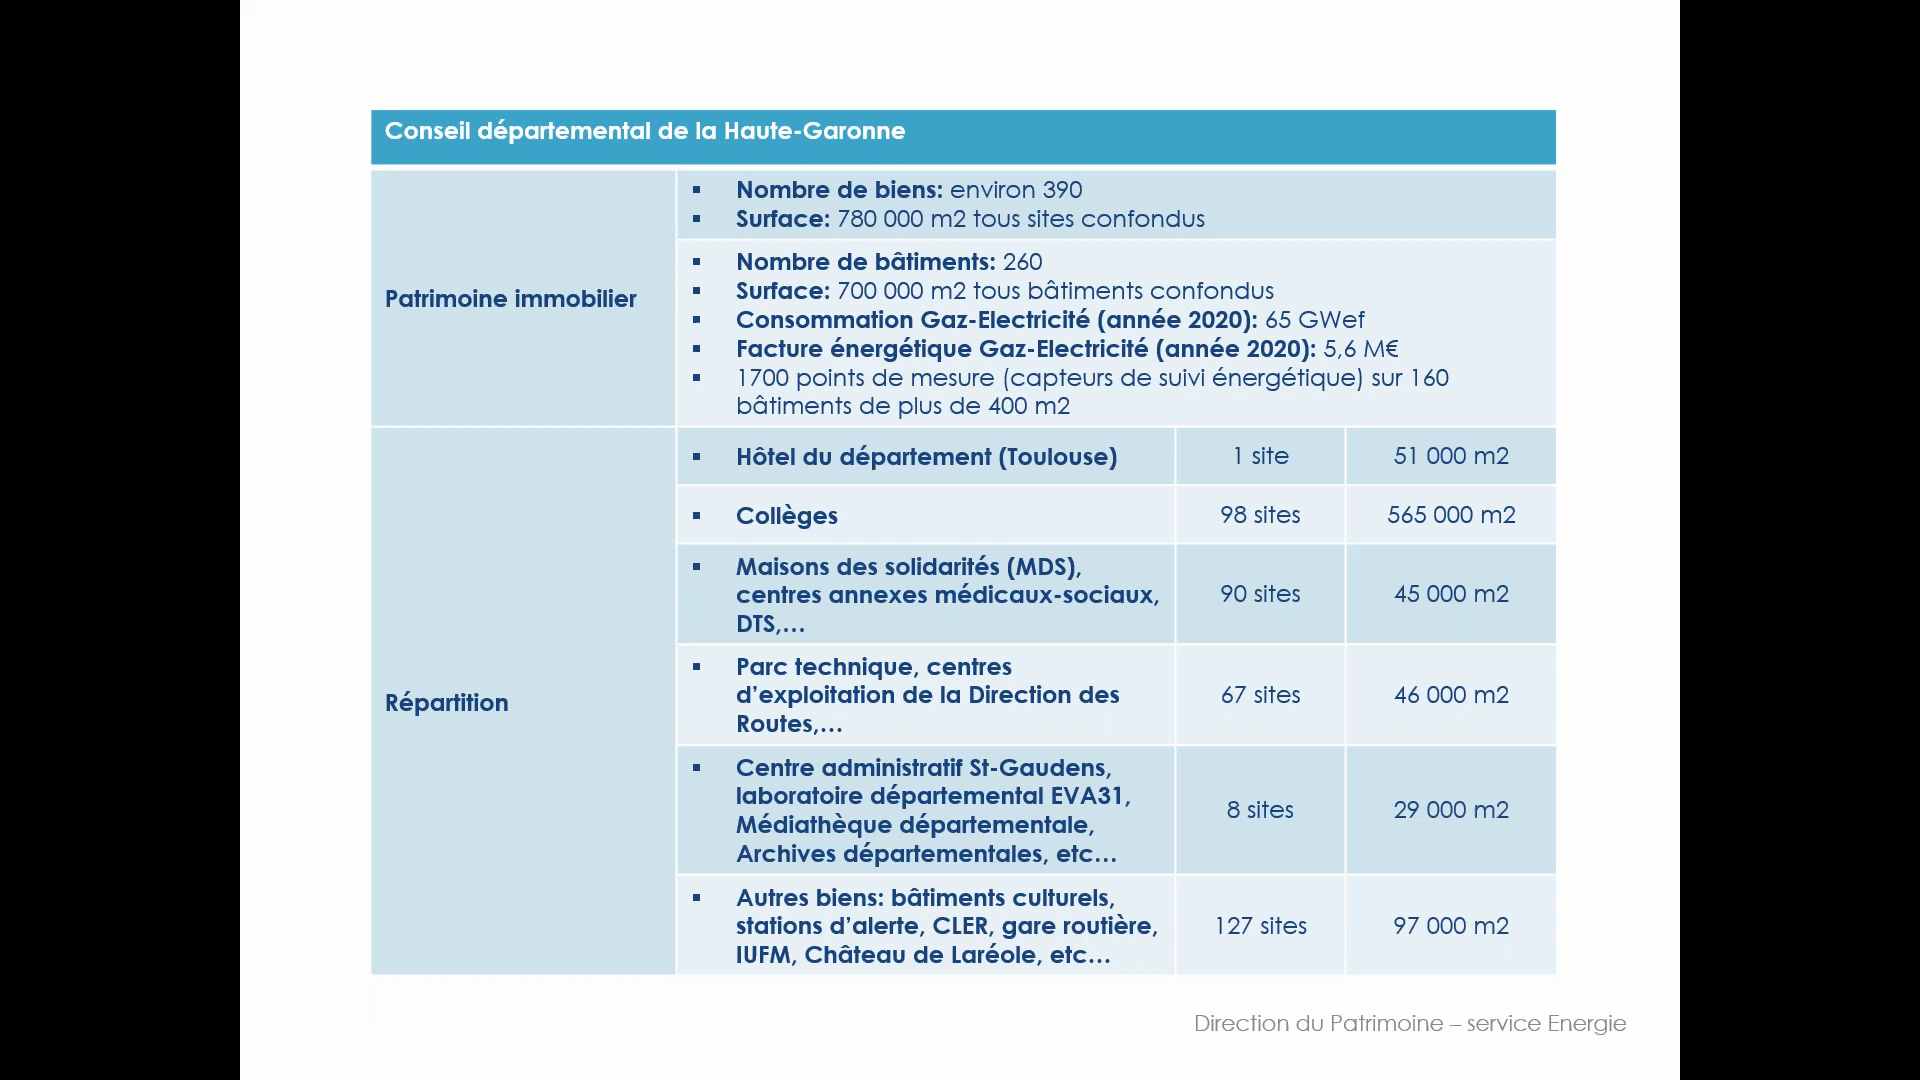 Conseil départemental de la Haute-Garonne
Patrimoine immobilier
▪ Nombre de biens: environ 390
▪ Surface: 780 000 m2 tous sites confondus
▪ Nombre de bâtiments: 260
▪ Surface: 700 000 m2 tous bâtiments confondus
▪ Consommation Gaz-Electricité (année 2020): 65 GWef
▪ Facture énergétique Gaz-Electricité (année 2020): 5,6 M€
▪ 1700 points de mesure (capteurs de suivi énergétique) sur 160
bâtiments de plus de 400 m2
Répartition
▪ Hôtel du département (Toulouse) 1 site 51 000 m2
▪ Collèges 98 sites 565 000 m2
▪ Maisons des solidarités (MDS),
centres annexes médicaux-sociaux,
DTS,…
90 sites 45 000 m2
▪ Parc technique, centres
d’exploitation de la Direction des
Routes,…
67 sites 46 000 m2
▪ Centre administratif St-Gaudens,
laboratoire départemental EVA31,
Médiathèque départementale,
Archives départementales, etc…
8 sites 29 000 m2
▪ Autres biens: bâtiments culturels,
stations d’alerte, CLER, gare routière,
IUFM, Château de Laréole, etc…
127 sites 97 000 m2
Direction du Patrimoine – service Energie